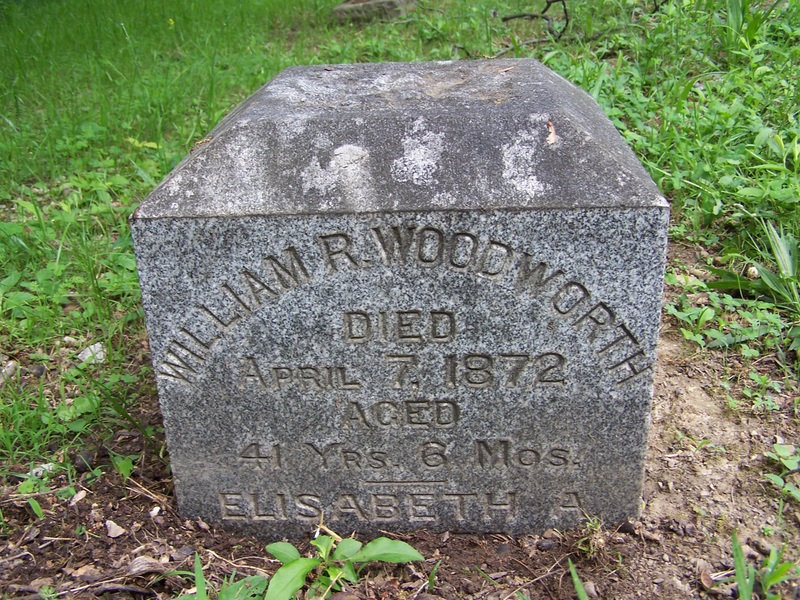 WILLIAM R. WOODWORTH
DIED
APRIL 7, 1872
AGED
41 YRS. 6 MOS.
ELISABETH A